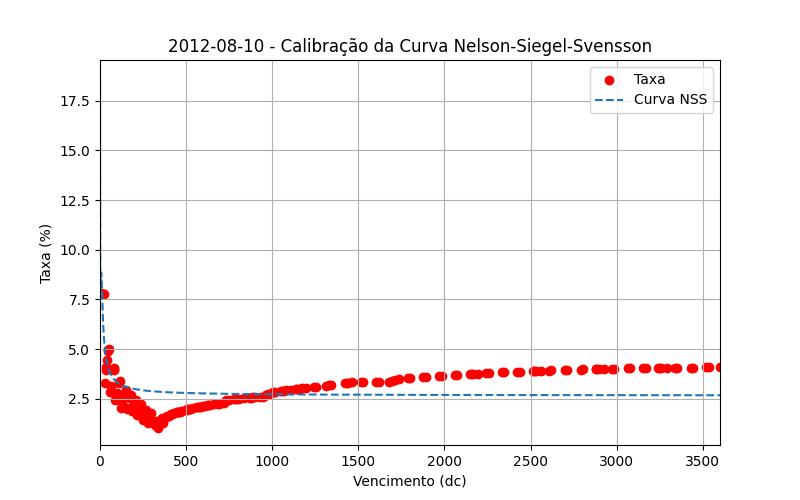 2012-08-10 - Calibração da Curva Nelson-Siegel-Svensson
Taxa
Curva NSS
Taxa (%)
17.5
15.0
12.5
10.0
7.5
5.0
2.5
0 500 1000 1500 2000 2500 3000 3500
Vencimento (dc)